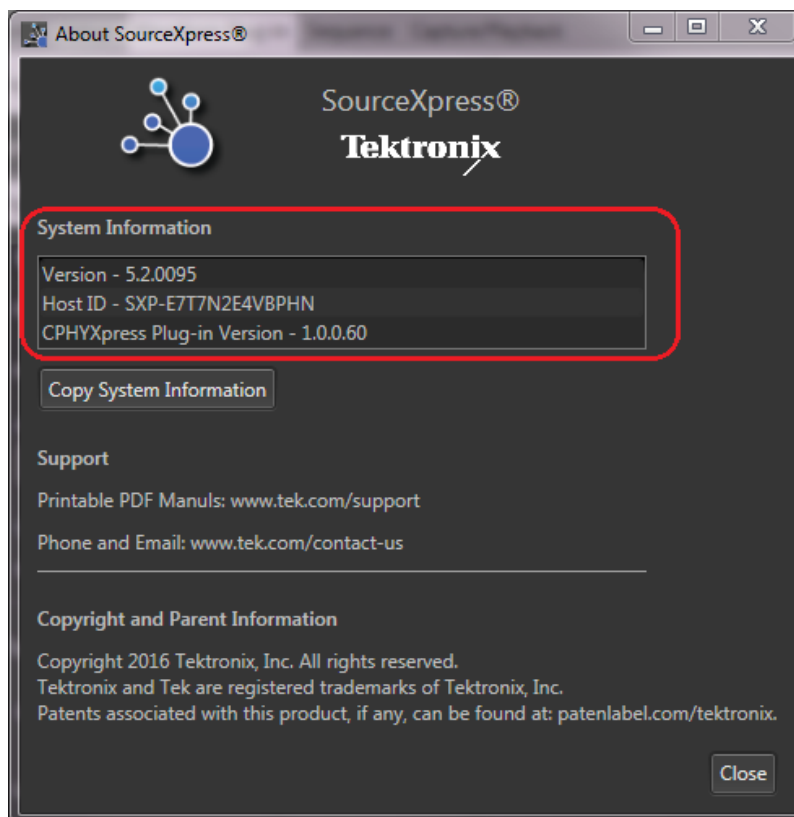 About SourceXpress®
SourceXpress®
Tektronix
System Information
Version - 5.2.0095
Host ID - SXP-E7T7N2E4VBPHN
CPHYXpress Plug-in Version - 1.0.0.60
Copy System Information
Support
Printable PDF Manuls: www.tek.com/support
Phone and Email: www.tek.com/contact-us
Copyright and Parent Information
Copyright 2016 Tektronix, Inc. All rights reserved.
Tektronix and Tek are registered trademarks of Tektronix, Inc.
Patents associated with this product, if any, can be found at: patenlabel.com/tektronix.
Close